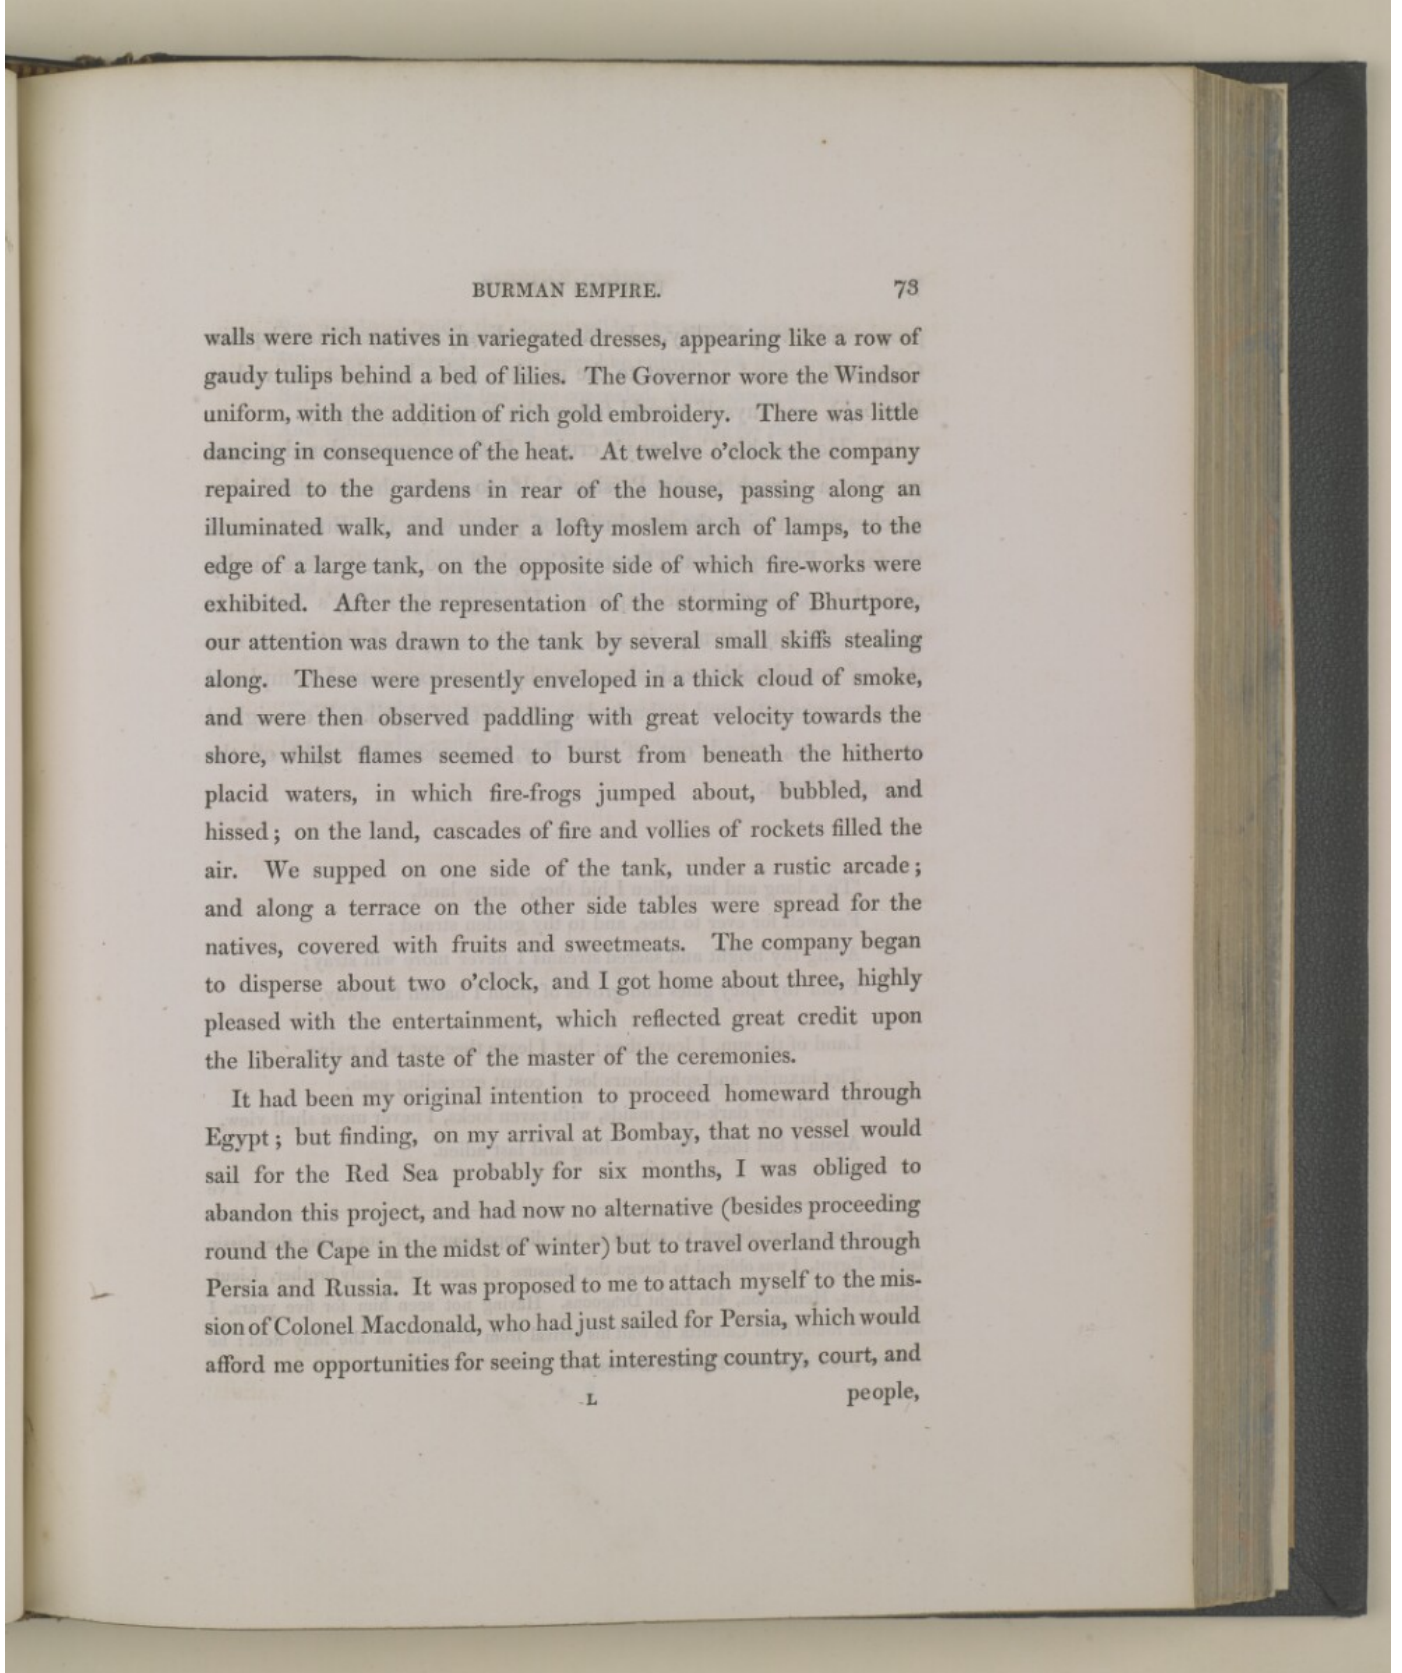 BURMAN EMPIRE. 73
walls were rich natives in variegated dresses, appearing like a row of
gaudy tulips behind a bed of lilies. The Governor wore the Windsor
uniform, with the addition of rich gold embroidery. There was little
dancing in consequence of the heat. At twelve o'clock the company
repaired to the gardens in rear of the house, passing along an
illuminated walk, and under a lofty moslem arch of lamps, to the
edge of a large tank, on the opposite side of which fire-works were
exhibited. After the representation of the storming of Bhurtpore,
our attention was drawn to the tank by several small skiffs stealing
along. These were presently enveloped in a thick cloud of smoke,
and were then observed paddling with great velocity towards the
shore, whilst flames seemed to burst from beneath the hitherto
placid waters, in which fire-frogs jumped about, bubbled, and
hissed; on the land, cascades of fire and vollies of rockets filled the
air. We supped on one side of the tank, under a rustic arcade;
and along a terrace on the other side tables were spread for the
natives, covered with fruits and sweetmeats. The company began
to disperse about two o'clock, and I got home about three, highly
pleased with the entertainment, which reflected great credit upon
the liberality and taste of the master of the ceremonies.
It had been my original intention to proceed homeward through
Egypt; but finding, on my arrival at Bombay, that no vessel would
sail for the Red Sea probably for six months, I was obliged to
abandon this project, and had now no alternative (besides proceeding
round the Cape in the midst of winter) but to travel overland through
Persia and Russia. It was proposed to me to attach myself to the mis-
sion of Colonel Macdonald, who had just sailed for Persia, which would
afford me opportunities for seeing that interesting country, court, and
L people,